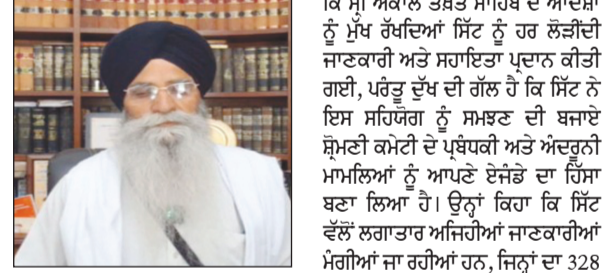 ਕਿ ਸ੍ਰੀ ਅਕਾਲ ਤਖ਼ਤ ਸਾਹਿਬ ਦੇ ਆਦੇਸ਼ਾਂ
ਨੂੰ ਮੁੱਖ ਰੱਖਦਿਆਂ ਸਿੱਟ ਨੂੰ ਹਰ ਲੋੜੀਂਦੀ
ਜਾਣਕਾਰੀ ਅਤੇ ਸਹਾਇਤਾ ਪ੍ਰਦਾਨ ਕੀਤੀ
ਗਈ, ਪਰੰਤੂ ਦੁੱਖ ਦੀ ਗੱਲ ਹੈ ਕਿ ਸਿੱਟ ਨੇ
ਇਸ ਸਹਿਯੋਗ ਨੂੰ ਸਮਝਣ ਦੀ ਬਜਾਏ
ਸ਼੍ਰੋਮਣੀ ਕਮੇਟੀ ਦੇ ਪ੍ਰਬੰਧਕੀ ਅਤੇ ਅੰਦਰੂਨੀ
ਮਾਮਲਿਆਂ ਨੂੰ ਆਪਣੇ ਏਜੰਡੇ ਦਾ ਹਿੱਸਾ
ਬਣਾ ਲਿਆ ਹੈ। ਉਨ੍ਹਾਂ ਕਿਹਾ ਕਿ ਸਿੱਟ
ਵੱਲੋਂ ਲਗਾਤਾਰ ਅਜਿਹੀਆਂ ਜਾਣਕਾਰੀਆਂ
ਮੰਗੀਆਂ ਜਾ ਰਹੀਆਂ ਹਨ, ਜਿਨ੍ਹਾਂ ਦਾ 328